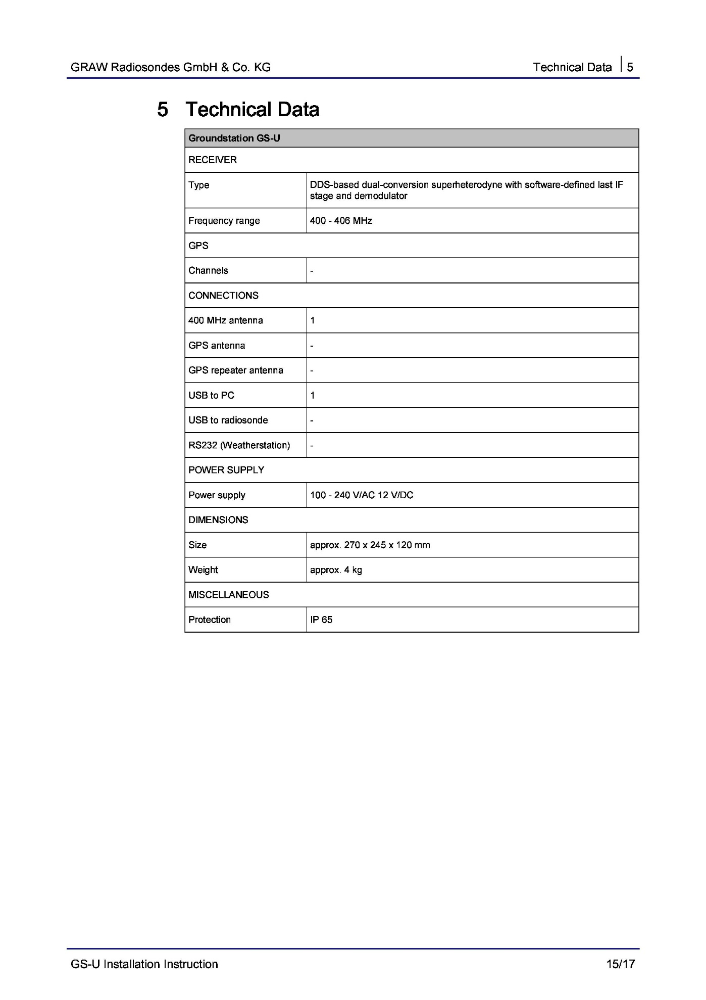 GRAW Radiosondes GmbH & Co. KG
Technical Data 5
5 Technical Data
Groundstation GS-U
RECEIVER
Type
DDS-based dual-conversion superheterodyne with software-defined last IF
stage and demodulator
Frequency range
400 - 406 MHz
GPS
Channels
-
CONNECTIONS
400 MHz antenna
1
GPS antenna
-
GPS repeater antenna
-
USB to PC
1
USB to radiosonde
-
RS232 (Weatherstation)
-
POWER SUPPLY
Power supply
100 - 240 V/AC 12 V/DC
DIMENSIONS
Size
approx. 270 x 245 x 120 mm
Weight
approx. 4 kg
MISCELLANEOUS
Protection
IP 65
GS-U Installation Instruction
15/17